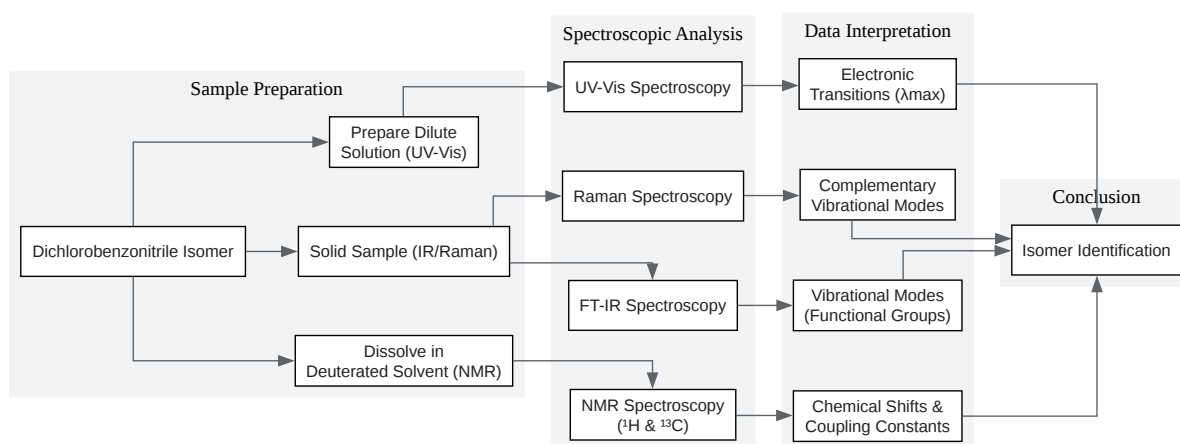 Spectroscopic Analysis
Data Interpretation
Sample Preparation
UV-Vis Spectroscopy
Electronic
Transitions (λmax)
Prepare Dilute
Solution (UV-Vis)
Raman Spectroscopy
Complementary
Vibrational Modes
Conclusion
Dichlorobenzonitrile Isomer
Solid Sample (IR/Raman)
Isomer Identification
FT-IR Spectroscopy
Vibrational Modes
(Functional Groups)
Dissolve in
Deuterated Solvent (NMR)
NMR Spectroscopy
(¹H & ¹³C)
Chemical Shifts &
Coupling Constants